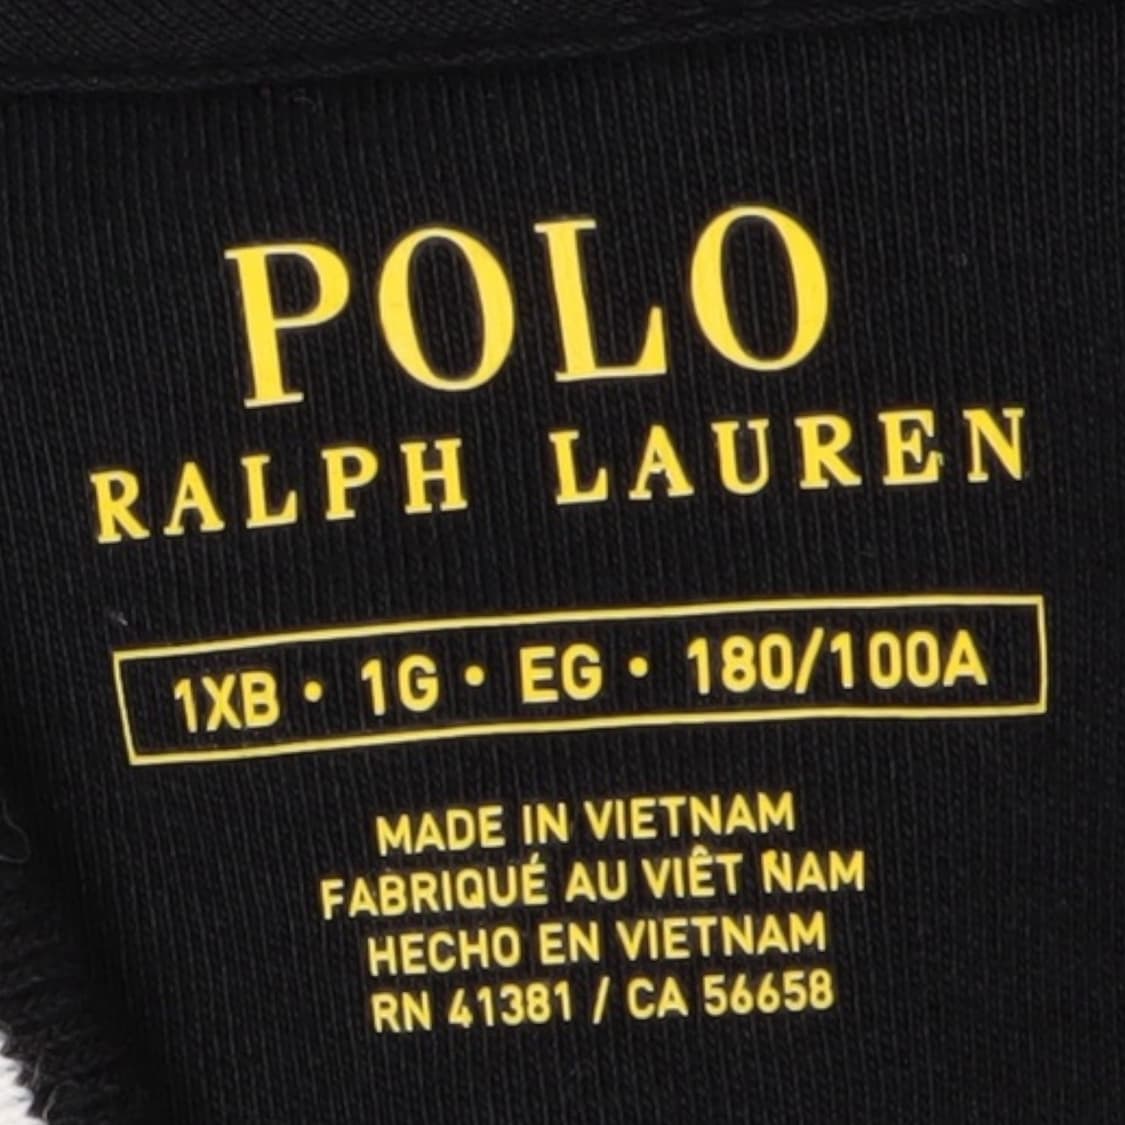 POLO
RALPH LAUREN
1XB • 1G • EG • 180/100A
MADE IN VIETNAM
FABRIQUÉ AU VIÊT NAM
HECHO EN VIETNAM
RN 41381 / CA 56658